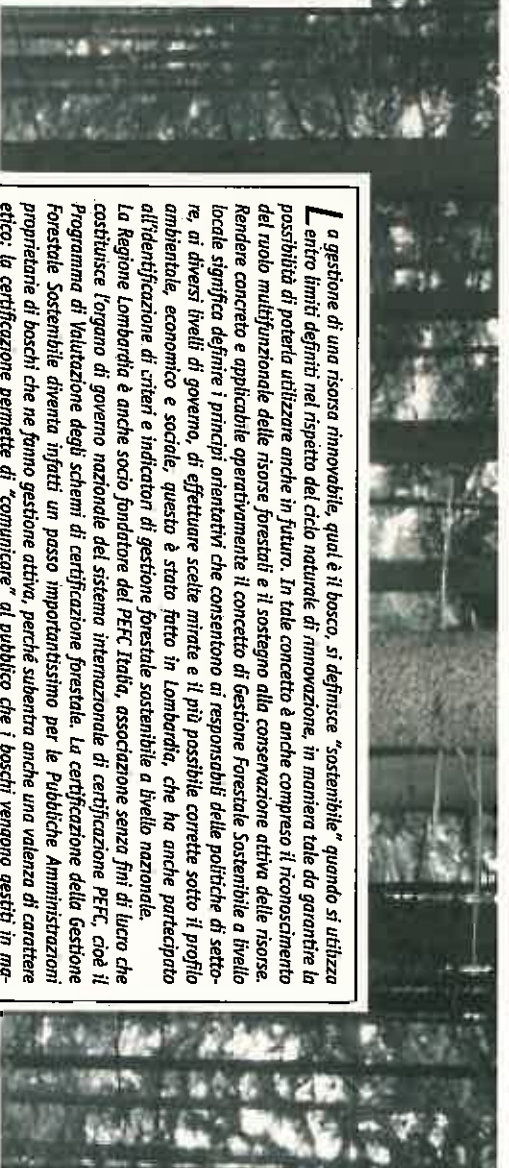 La gestione di una risorsa rinnovabile, qual è il bosco, si definisce "sostenibile" quando si utilizza
entro limiti definiti nel rispetto del ciclo naturale di rinnovazione, in maniera tale da garantire la
possibilità di poterla utilizzare anche in futuro. In tale concetto è anche compreso il riconoscimento
del ruolo multifunzionale delle risorse forestali e il sostegno alla conservazione attiva delle risorse.
Rendere concreto e applicabile operativamente il concetto di Gestione Forestale Sostenibile a livello
locale significa definire i principi orientativi che consentono ai responsabili delle politiche di setto-
re, ai diversi livelli di governo, di effettuare scelte mirate e il più possibile corrette sotto il profilo
ambientale, economico e sociale, questo è stato fatto in Lombardia, che ha anche partecipato
all'identificazione di criteri e indicatori di gestione forestale sostenibile a livello nazionale.
La Regione Lombardia è anche socio fondatore del PEFC Italia, associazione senza fini di lucro che
costituisce l'organo di governo nazionale del sistema internazionale di certificazione PEFC, cioè il
Programma di Valutazione degli schemi di certificazione forestale. La certificazione della Gestione
Forestale Sostenibile diventa infatti un passo importantissimo per le Pubbliche Amministrazioni
proprietarie di boschi che ne fanno gestione attiva, perché subentra anche una valenza di carattere
etico: la certificazione permette di "comunicare" al pubblico che i boschi vengono gestiti in ma-